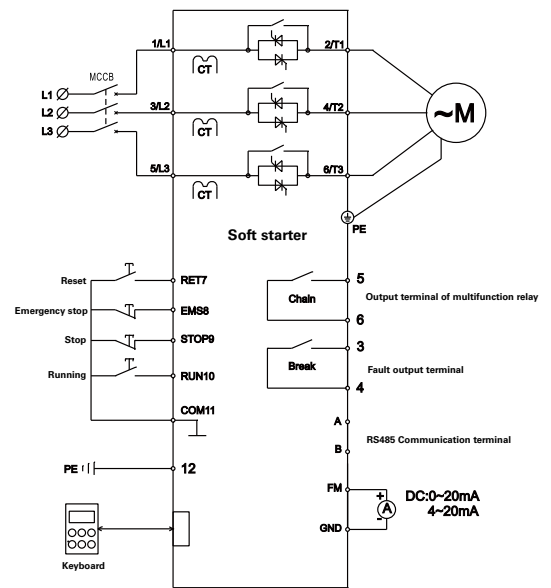 1/L1
2/T1
CT
MCCB
L1
L2
L3
3/L2
4/T2
CT
~M
5/L3
6/T3
CT
PE
Soft starter
Reset
RET7
Emergency stop
EMS8
Stop
STOP9
Running
RUN10
COM11
PE
12
Keyboard
5
Chain
Output terminal of multifunction relay
6
3
Break
Fault output terminal
4
A
RS485 Communication terminal
B
FM
+
A
-
DC:0~20mA
4~20mA
GND